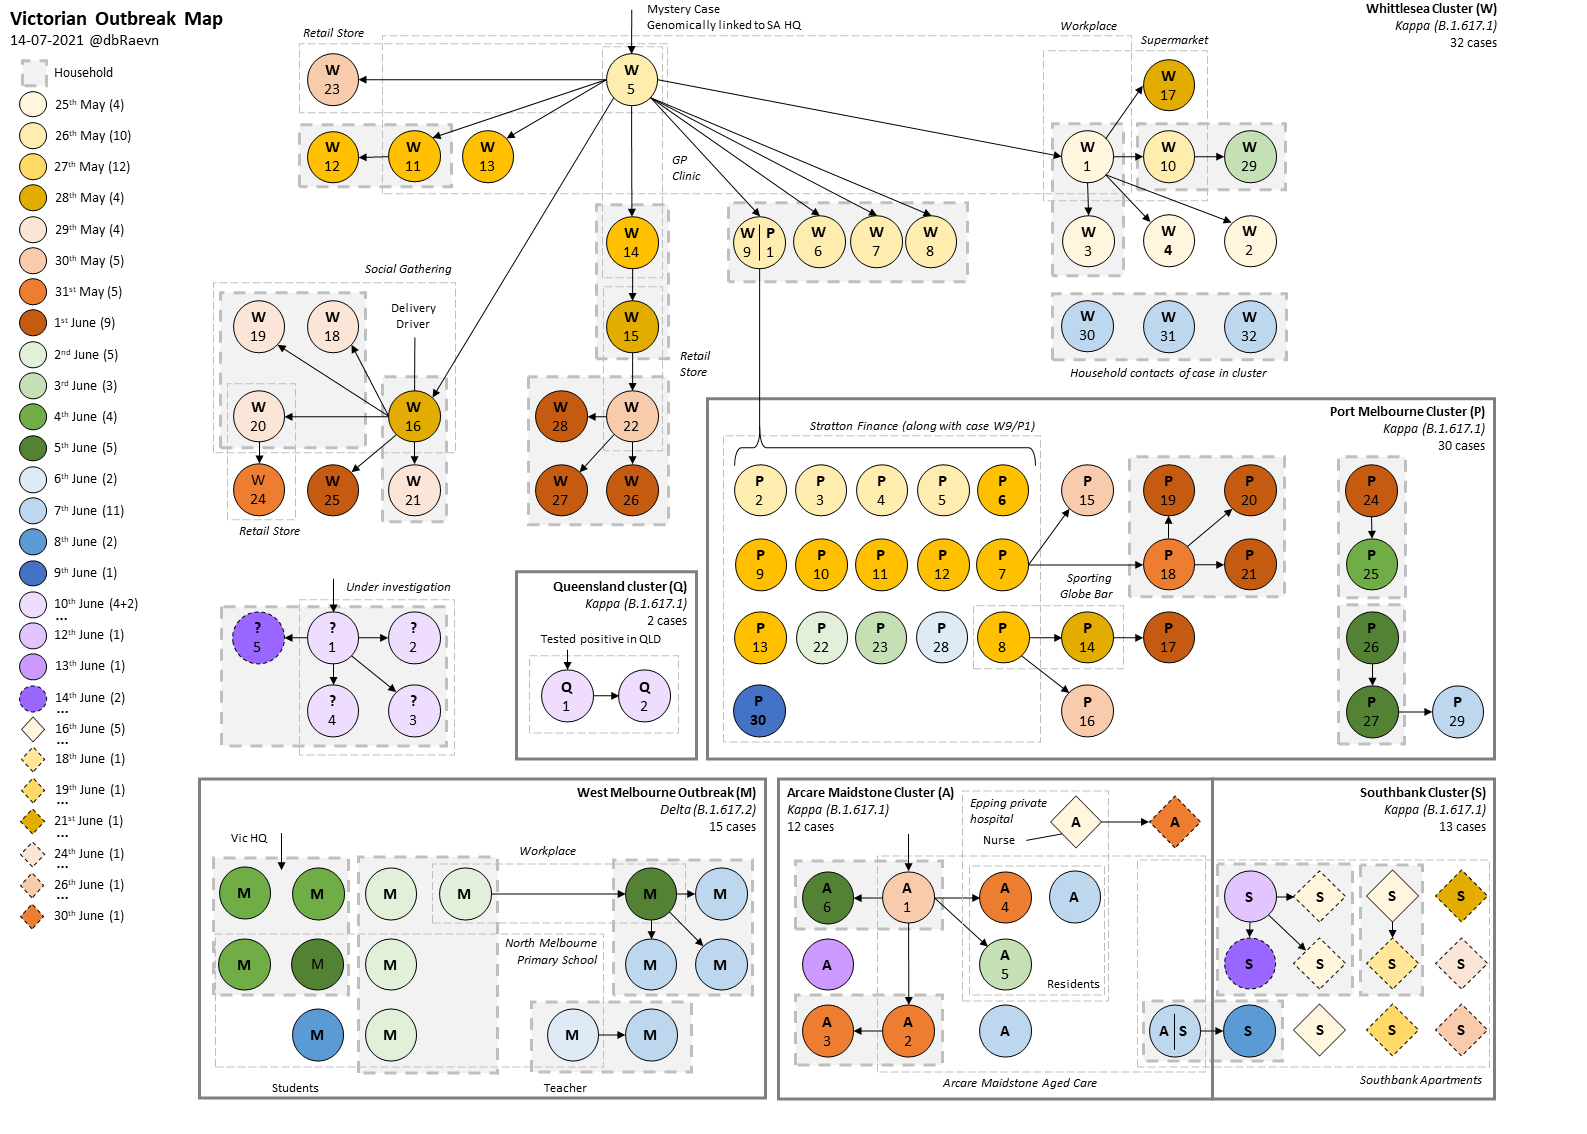 Victorian Outbreak Map
14-07-2021 @dbRaevn
Household
25th May (4)
26th May (10)
27th May (12)
28th May (4)
29th May (4)
30th May (5)
31st May (5)
1st June (9)
2nd June (5)
3rd June (3)
4th June (4)
5th June (5)
6th June (2)
7th June (11)
8th June (2)
9th June (1)
10th June (4+2)
...
12th June (1)
13th June (1)
14th June (2)
...
16th June (5)
...
18th June (1)
19th June (1)
...
21st June (1)
...
24th June (1)
...
26th June (1)
...
30th June (1)
Whittlesea Cluster (W)
Kappa (B.1.617.1)
32 cases
Mystery Case
Genomically linked to SA HQ
Retail Store
Workplace
Supermarket
W
23
W
5
W
17
W
12
W
11
W
13
GP
Clinic
W
1
W
10
W
29
W
14
W
9
P
1
W
6
W
7
W
8
W
3
W
4
W
2
Social Gathering
Delivery
Driver
W
19
W
18
W
15
Retail
Store
W
30
W
31
W
32
Household contacts of case in cluster
W
20
W
16
W
28
W
22
W
24
W
25
W
21
W
27
W
26
Retail Store
Port Melbourne Cluster (P)
Kappa (B.1.617.1)
30 cases
Stratton Finance (along with case W9/P1)
P
2
P
3
P
4
P
5
P
6
P
15
P
19
P
20
P
24
P
9
P
10
P
11
P
12
P
7
P
18
P
21
P
25
Sporting
Globe Bar
P
13
P
22
P
23
P
28
P
8
P
14
P
17
P
26
P
30
P
16
P
27
P
29
Under investigation
?
5
?
1
?
2
?
4
?
3
Queensland cluster (Q)
Kappa (B.1.617.1)
2 cases
Tested positive in QLD
Q
1
Q
2
West Melbourne Outbreak (M)
Delta (B.1.617.2)
15 cases
Vic HQ
Workplace
M
M
M
M
M
M
North Melbourne
Primary School
M
M
M
M
M
M
M
M
M
Students
Teacher
Arcare Maidstone Cluster (A)
Kappa (B.1.617.1)
12 cases
Epping private
hospital
Nurse
A
A
A
6
A
1
A
4
A
A
A
5
Residents
A
3
A
2
A
A
S
Arcare Maidstone Aged Care
Southbank Cluster (S)
Kappa (B.1.617.1)
13 cases
S
S
S
S
S
S
S
S
S
S
S
S
Southbank Apartments